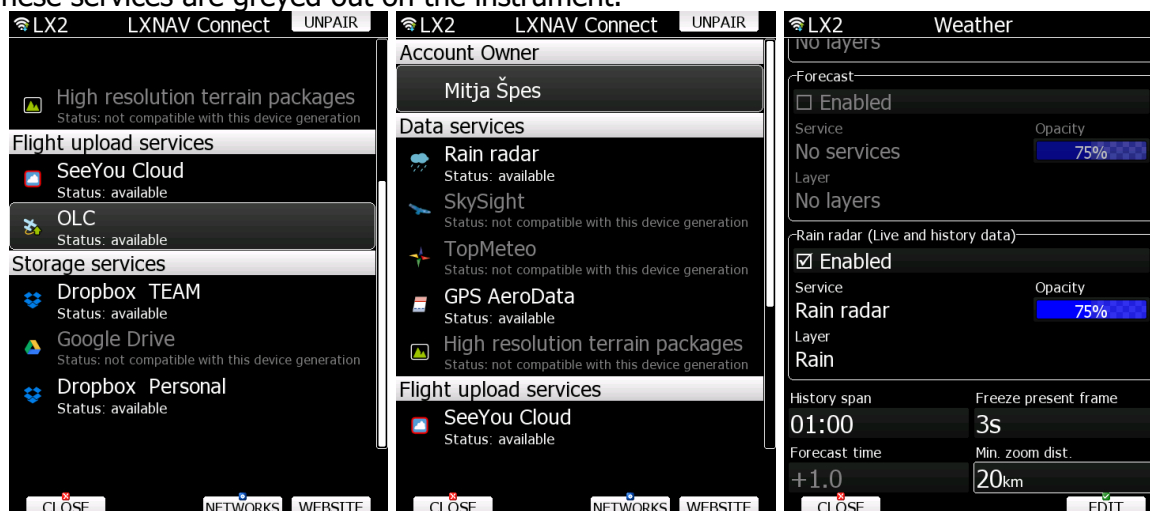 hese services are greyed out on the instrument.
LX2 LXNAV Connect UNPAIR
High resolution terrain packages
Status: not compatible with this device generation
Flight upload services
SeeYou Cloud
Status: available
OLC
Status: available
Storage services
Dropbox TEAM
Status: available
Google Drive
Status: not compatible with this device generation
Dropbox Personal
Status: available
CLOSE NETWORKS WEBSITE
LX2 LXNAV Connect UNPAIR
Account Owner
Mitja Špes
Data services
Rain radar
Status: available
SkySight
Status: not compatible with this device generation
TopMeteo
Status: not compatible with this device generation
GPS AeroData
Status: available
High resolution terrain packages
Status: not compatible with this device generation
Flight upload services
SeeYou Cloud
Status: available
CLOSE NETWORKS WEBSITE
LX2 Weather
No layers
Forecast
Enabled
Service Opacity
No services 75%
Layer
No layers
Rain radar (Live and history data)
Enabled
Service Opacity
Rain radar 75%
Layer
Rain
History span Freeze present frame
01:00 3s
Forecast time Min. zoom dist.
+1.0 20km
CLOSE EDIT